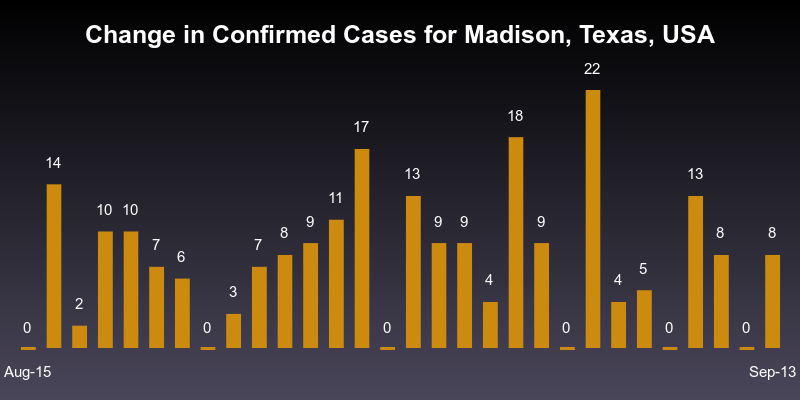 Change in Confirmed Cases for Madison, Texas, USA
0 14 2 10 10 7 6 0 3 7 8 9 11 17 0 13 9 9 4 18 9 0 22 4 5 0 13 8 0 8
Aug-15 Sep-13